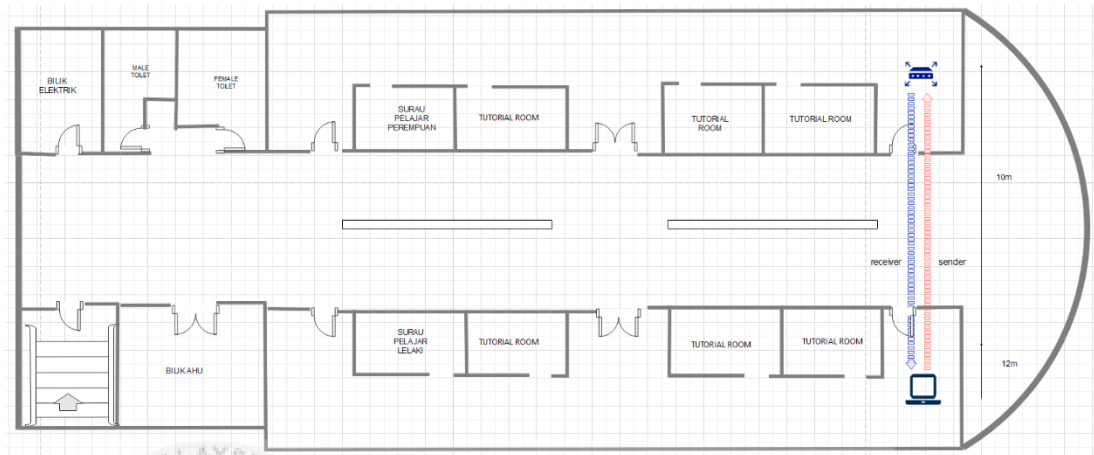 BILIK
ELEKTRIK
MALE
TOILET
FEMALE
TOILET
SURAU
PELAJAR
PEREMPUAN
TUTORIAL ROOM
TUTORIAL
ROOM
TUTORIAL ROOM
10m
receiver
sender
BILIK AHU
SURAU
PELAJAR
LELAKI
TUTORIAL ROOM
TUTORIAL ROOM
TUTORIAL ROOM
12m